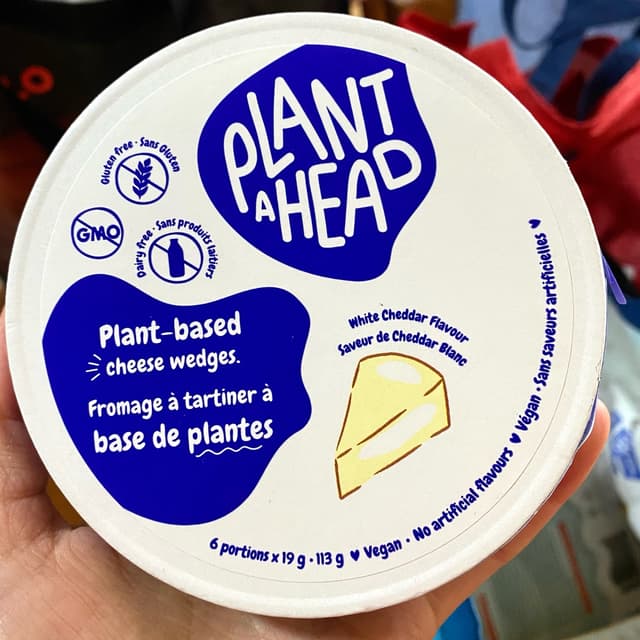 PLANT
A HEAD
Gluten free · Sans Gluten
GMO
Dairy free · Sans produits laitiers
Plant-based
cheese wedges.
Fromage à tartiner à
base de plantes
White Cheddar Flavour
Saveur de Cheddar Blanc
6 portions x 19 g · 113 g ♥ Vegan · No artificial flavours ♥ Végan · Sans saveurs artificielles ♥